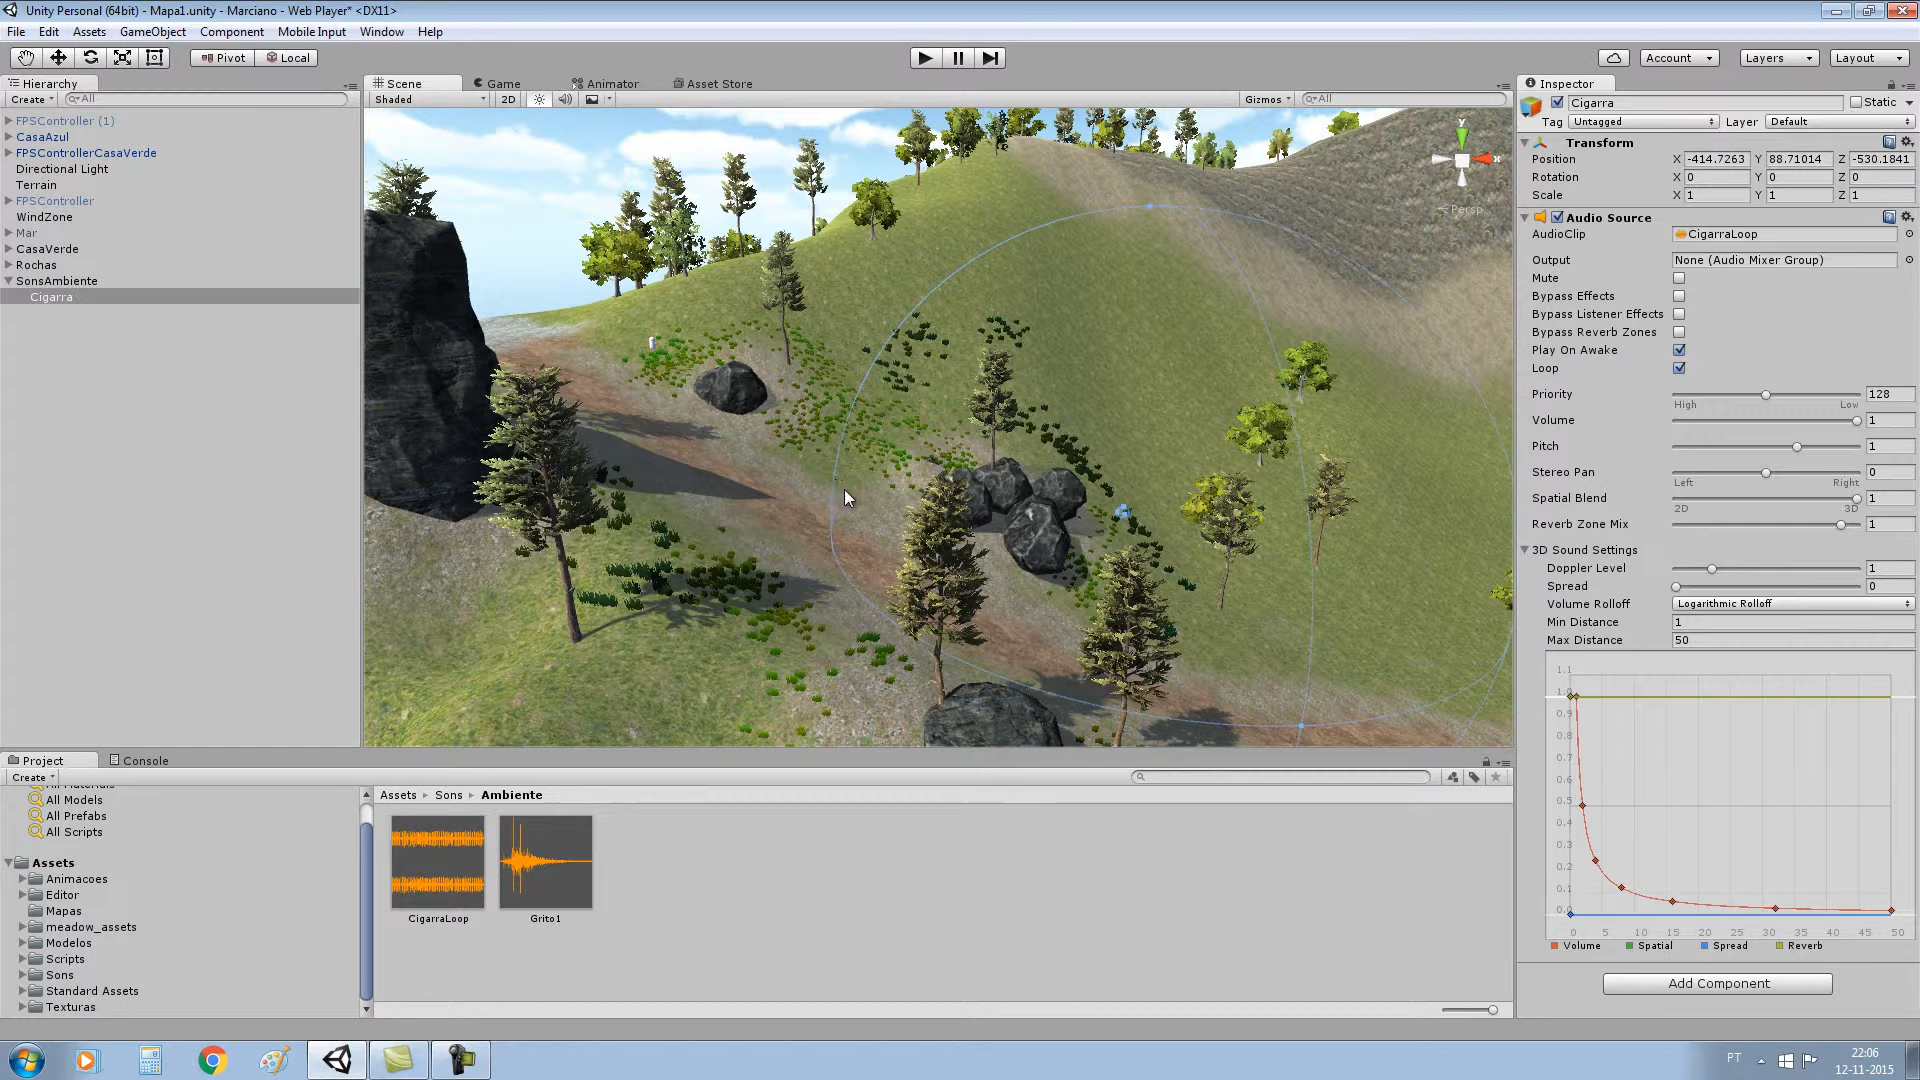 Unity Personal (64bit) - Mapa1.unity - Marciano - Web Player* <DX11>
File Edit Assets GameObject Component Mobile Input Window Help
Pivot Local Account Layers Layout
Hierarchy
Create All
FPSController (1)
CasaAzul
FPSControllerCasaVerde
Directional Light
Terrain
FPSController
WindZone
Mar
CasaVerde
Rochas
SonsAmbiente
Cigarra
Scene Game Animator Asset Store
Shaded 2D Gizmos All
y
x
Persp
Inspector
Cigarra Static
Tag Untagged Layer Default
Transform
Position X -414.7263 Y 88.71014 Z -530.1841
Rotation X 0 Y 0 Z 0
Scale X 1 Y 1 Z 1
Audio Source
AudioClip CigarraLoop
Output None (Audio Mixer Group)
Mute
Bypass Effects
Bypass Listener Effects
Bypass Reverb Zones
Play On Awake
Loop
Priority 128
High Low
Volume 1
Pitch 1
Stereo Pan 0
Left Right
Spatial Blend 1
2D 3D
Reverb Zone Mix 1
3D Sound Settings
Doppler Level 1
Spread 0
Volume Rolloff Logarithmic Rolloff
Min Distance 1
Max Distance 50
1.1
1.0
0.9
0.8
0.7
0.6
0.5
0.4
0.3
0.2
0.1
0.0
0 5 10 15 20 25 30 35 40 45 50
Volume Spatial Spread Reverb
Add Component
Project Console
Create
All Materials
All Models
All Prefabs
All Scripts
Assets
Animacoes
Editor
Mapas
meadow_assets
Modelos
Scripts
Sons
Standard Assets
Texturas
Assets Sons Ambiente
CigarraLoop Grito1
PT
22:06
12-11-2015